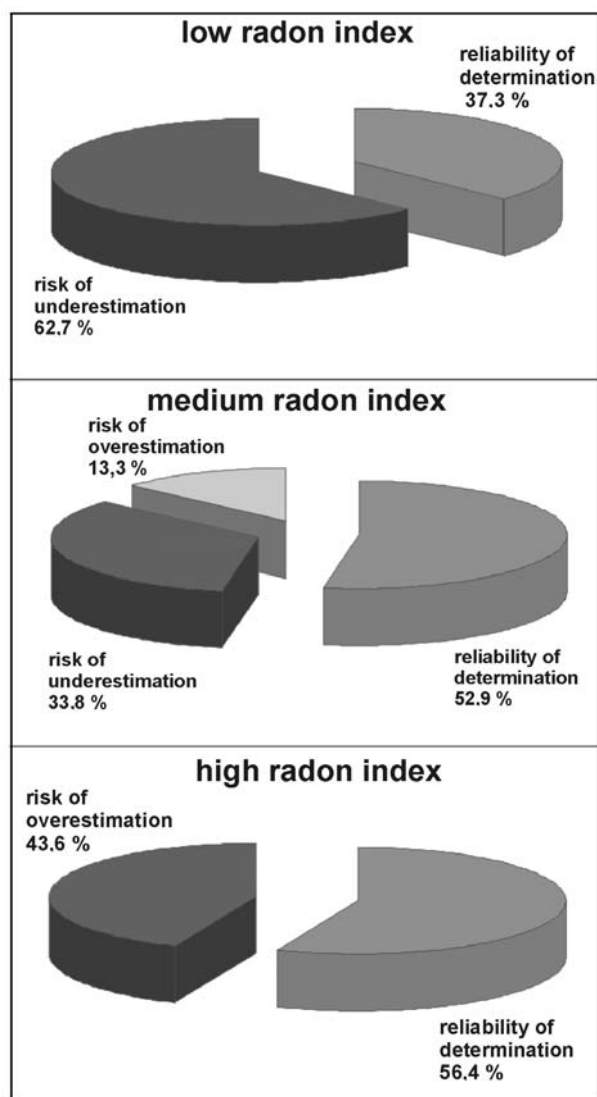 low radon index
reliability of
determination
37.3 %
risk of
underestimation
62.7 %
medium radon index
risk of
overestimation
13,3 %
risk of
underestimation
33.8 %
reliability of
determination
52.9 %
high radon index
risk of
overestimation
43.6 %
reliability of
determination
56.4 %